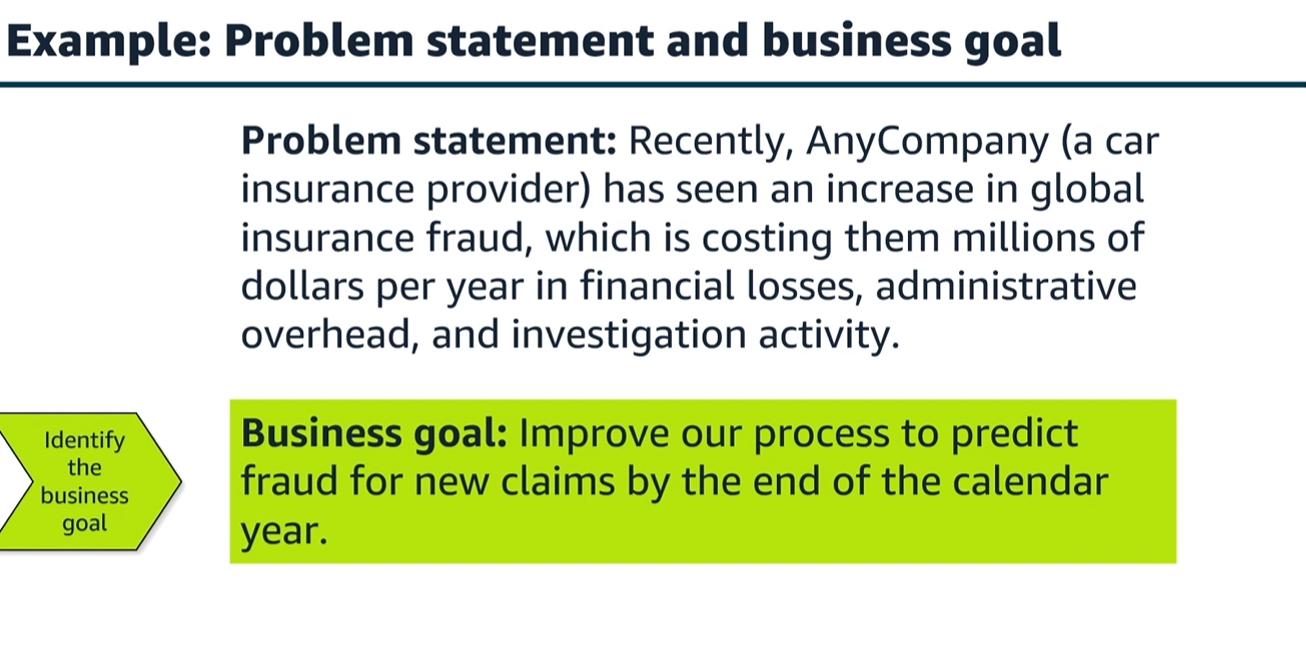 Example: Problem statement and business goal
Problem statement: Recently, AnyCompany (a car
insurance provider) has seen an increase in global
insurance fraud, which is costing them millions of
dollars per year in financial losses, administrative
overhead, and investigation activity.
Identify
the
business
goal
Business goal: Improve our process to predict
fraud for new claims by the end of the calendar
year.